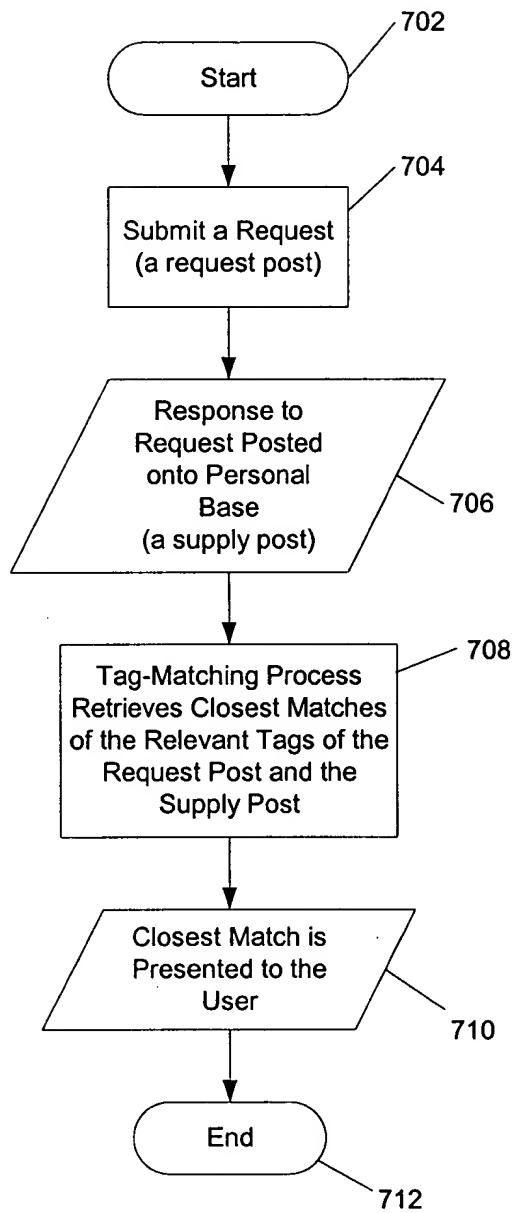 702
Start
704
Submit a Request
(a request post)
Response to
Request Posted
onto Personal
Base
(a supply post)
706
708
Tag-Matching Process
Retrieves Closest Matches
of the Relevant Tags of the
Request Post and the
Supply Post
Closest Match is
Presented to the
User
710
End
712